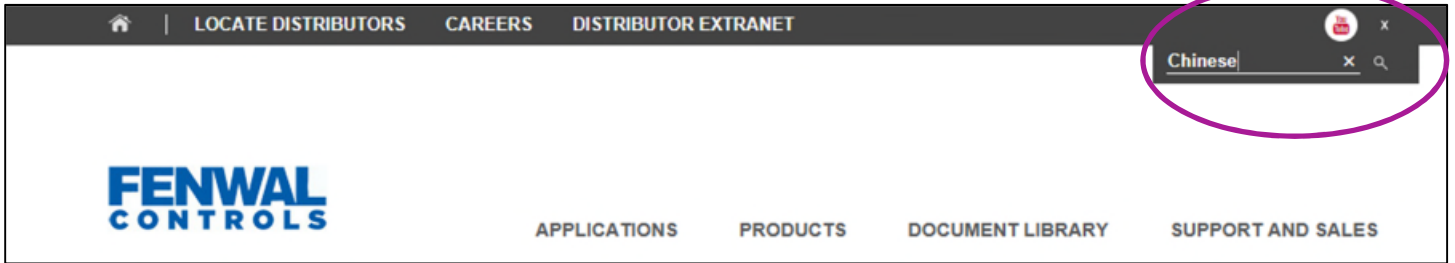 | LOCATE DISTRIBUTORS CAREERS DISTRIBUTOR EXTRANET You Tube x
Chinese x
FENWAL
CONTROLS
APPLICATIONS PRODUCTS DOCUMENT LIBRARY SUPPORT AND SALES